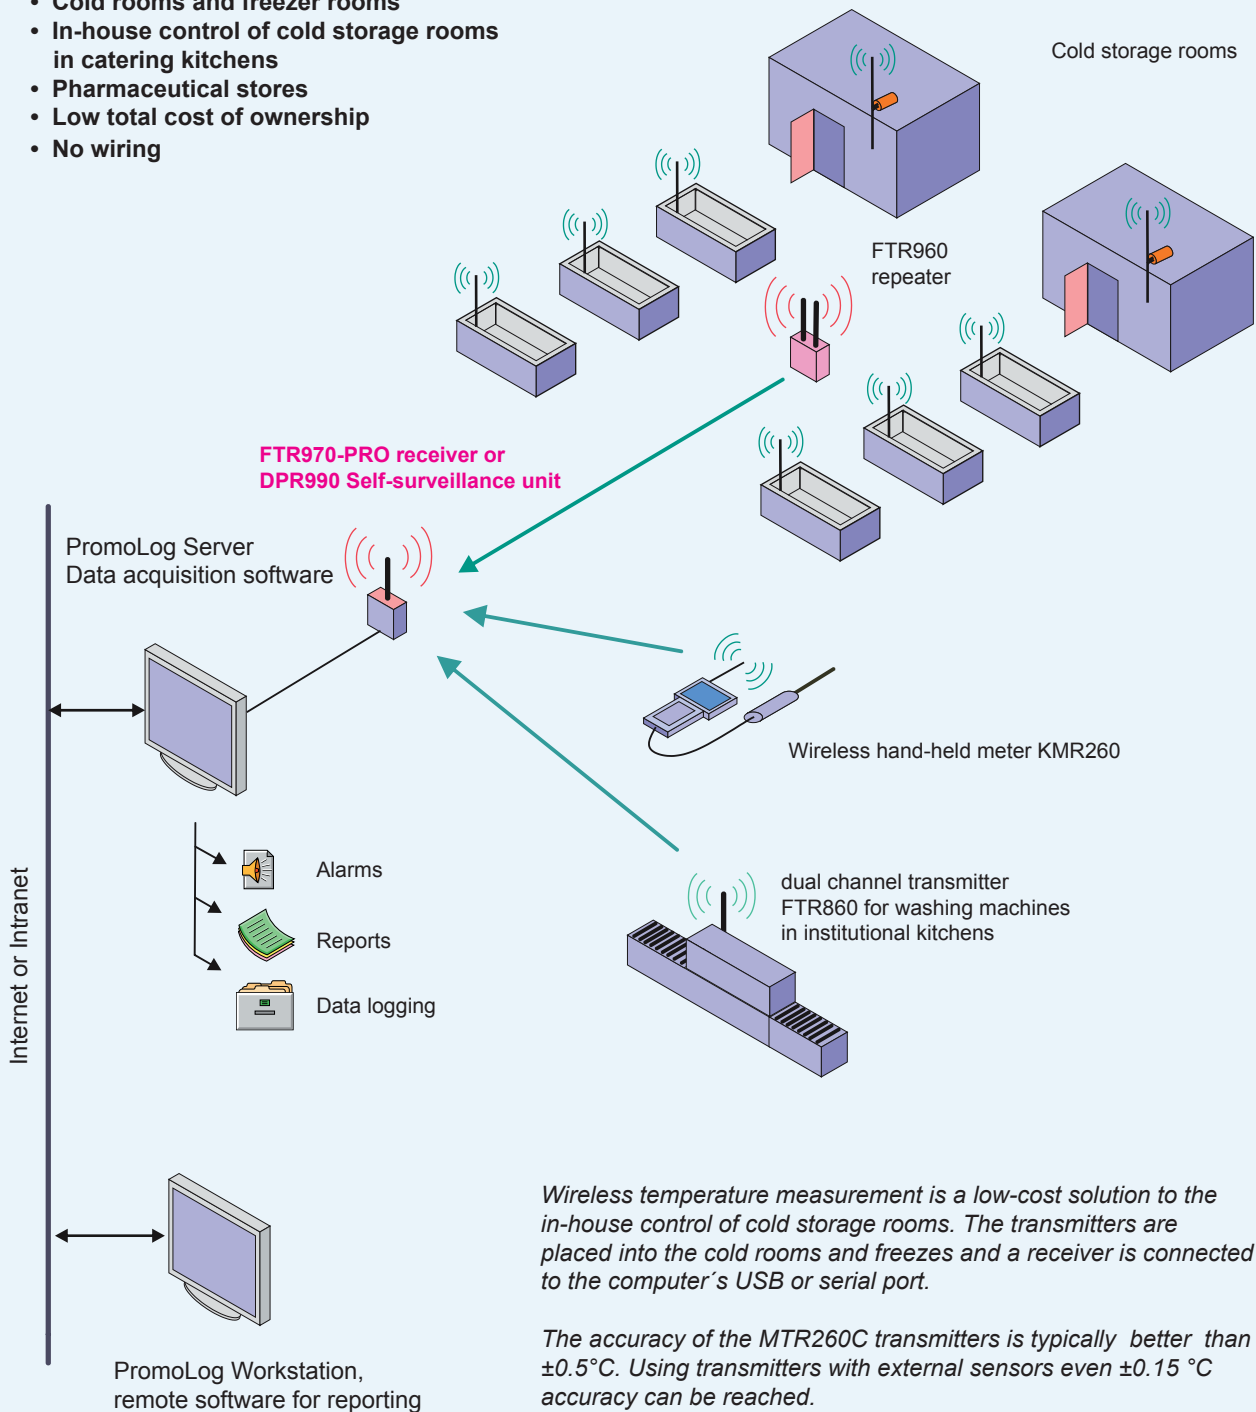 • Cold rooms and freezer rooms
• In-house control of cold storage rooms
in catering kitchens
• Pharmaceutical stores
• Low total cost of ownership
• No wiring
Cold storage rooms
FTR960
repeater
FTR970-PRO receiver or
DPR990 Self-surveillance unit
PromoLog Server
Data acquisition software
Wireless hand-held meter KMR260
Alarms
Reports
Data logging
dual channel transmitter
FTR860 for washing machines
in institutional kitchens
Internet or Intranet
PromoLog Workstation,
remote software for reporting
Wireless temperature measurement is a low-cost solution to the
in-house control of cold storage rooms. The transmitters are
placed into the cold rooms and freezes and a receiver is connected
to the computer´s USB or serial port.
The accuracy of the MTR260C transmitters is typically better than
±0.5°C. Using transmitters with external sensors even ±0.15 °C
accuracy can be reached.